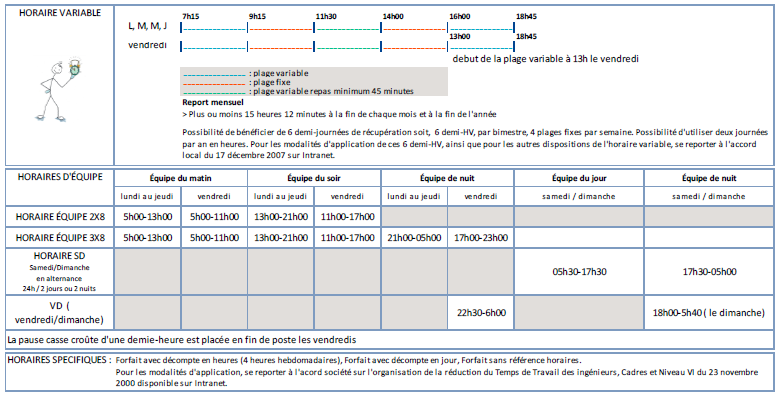 HORAIRE VARIABLE
7h15 9h15 11h30 14h00 16h00 18h45
L, M, M, J
13h00 18h45
vendredi
debut de la plage variable à 13h le vendredi
: plage variable
: plage fixe
: plage variable repas minimum 45 minutes
Report mensuel
> Plus ou moins 15 heures 12 minutes à la fin de chaque mois et à la fin de l'année
Possibilité de bénéficier de 6 demi-journées de récupération soit, 6 demi-HV, par bimestre, 4 plages fixes par semaine. Possibilité d'utiliser deux journées
par an en heures. Pour les modalités d'application de ces 6 demi-HV, ainsi que pour les autres dispositions de l'horaire variable, se reporter à l'accord
local du 17 décembre 2007 sur Intranet.
HORAIRES D'ÉQUIPE Équipe du matin Équipe du soir Équipe de nuit Équipe du jour Équipe de nuit
lundi au jeudi vendredi lundi au jeudi vendredi lundi au jeudi vendredi samedi / dimanche samedi / dimanche
HORAIRE ÉQUIPE 2X8 5h00-13h00 5h00-11h00 13h00-21h00 11h00-17h00
HORAIRE ÉQUIPE 3X8 5h00-13h00 5h00-11h00 13h00-21h00 11h00-17h00 21h00-05h00 17h00-23h00
HORAIRE SD
Samedi/Dimanche
en alternance
24h / 2 jours ou 2 nuits
05h30-17h30 17h30-05h00
VD (
vendredi/dimanche)
22h30-6h00 18h00-5h40 ( le dimanche)
La pause casse croûte d'une demie-heure est placée en fin de poste les vendredis
HORAIRES SPECIFIQUES : Forfait avec décompte en heures (4 heures hebdomadaires), Forfait avec décompte en jour, Forfait sans référence horaires.
Pour les modalités d'application, se reporter à l'acord société sur l'organisation de la réduction du Temps de Travail des ingénieurs, Cadres et Niveau VI du 23 novembre
2000 disponible sur Intranet.